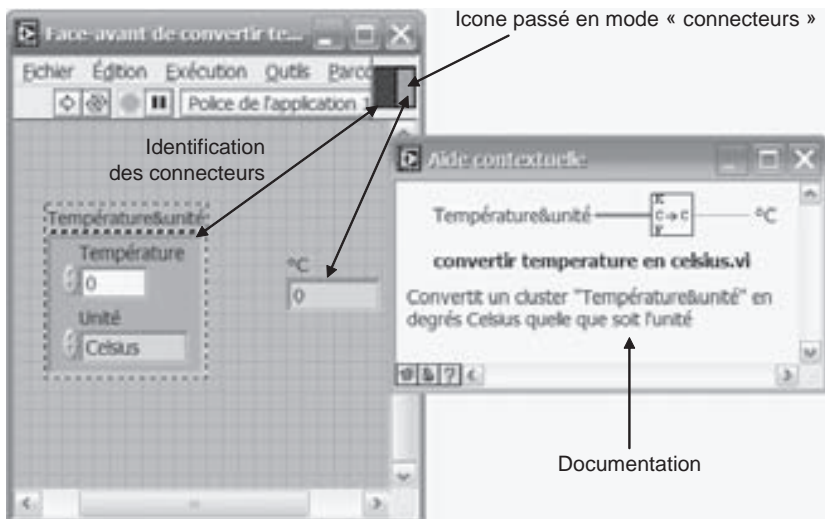 Icone passé en mode « connecteurs »
Face-avant de convertir te...
Fichier Édition Exécution Outils Parco
Police de l'application 1
Identification
des connecteurs
Température&unité
Température
0
Unité
Celsius
°C
0
Aide contextuelle
Température&unité
K
C→C
F
°C
convertir temperature en celsius.vi
Convertit un cluster "Température&unité" en
degrés Celsius quelle que soit l'unité
?
Documentation